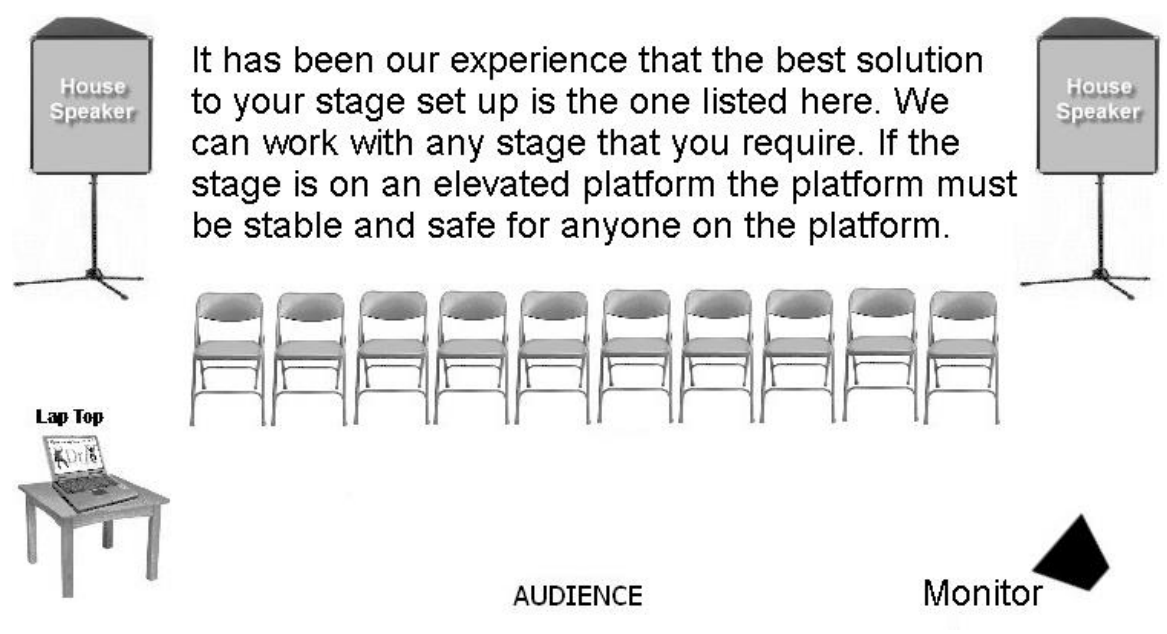 House
Speaker
It has been our experience that the best solution
to your stage set up is the one listed here. We
can work with any stage that you require. If the
stage is on an elevated platform the platform must
be stable and safe for anyone on the platform.
House
Speaker
Lap Top
AUDIENCE
Monitor